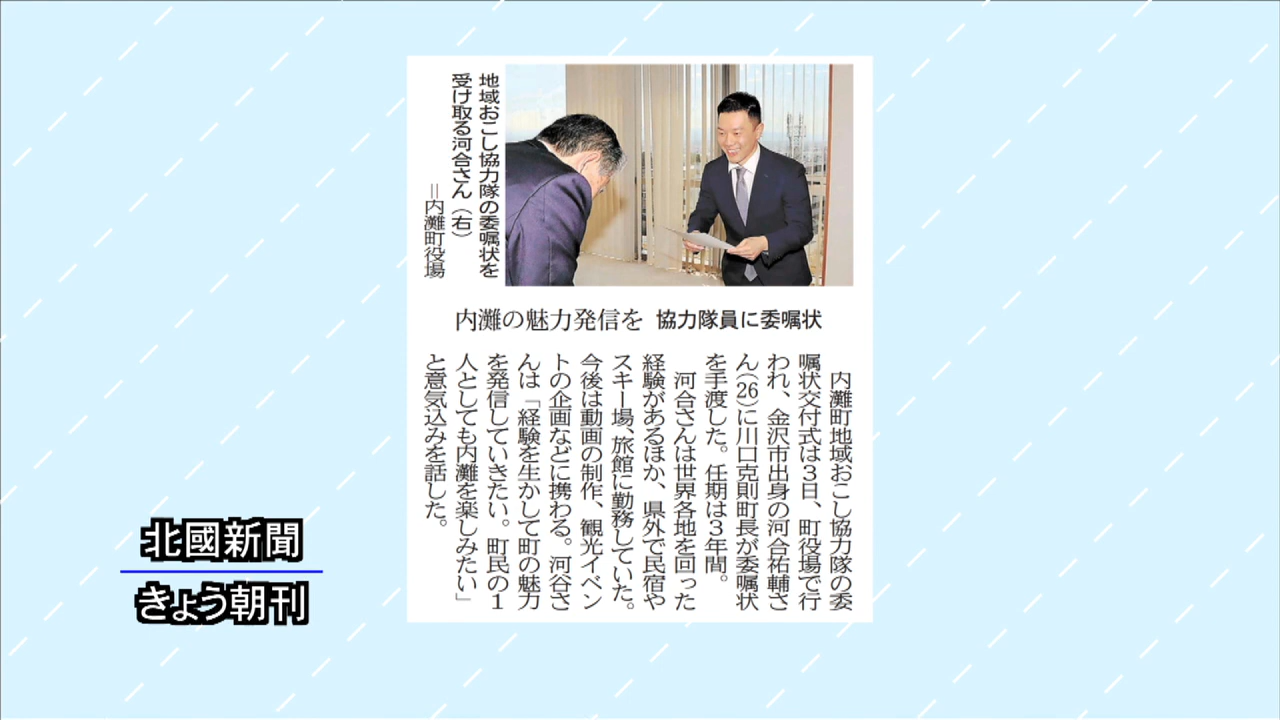 地域おこし協力隊の委嘱状を
受け取る河合さん（右）
＝内灘町役場
内灘の魅力発信を 協力隊員に委嘱状
内灘町地域おこし協力隊の委
嘱状交付式は３日、町役場で行
われ、金沢市出身の河合祐輔さ
ん(26)に川口克則町長が委嘱状
を手渡した。任期は３年間。
河合さんは世界各地を回った
経験があるほか、県外で民宿や
スキー場、旅館に勤務していた。
今後は動画の制作、観光イベン
トの企画などに携わる。河谷さ
んは「経験を生かして町の魅力
を発信していきたい。町民の１
人としても内灘を楽しみたい」
と意気込みを話した。
北國新聞
きょう朝刊